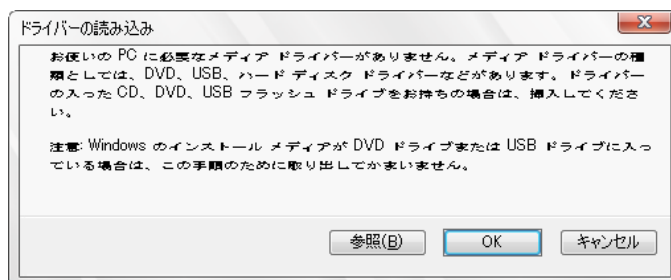 ドライバーの読み込み
お使いの PC に必要なメディア ドライバーがありません。メディア ドライバーの種
類としては、DVD、USB、ハード ディスク ドライバーなどがあります。ドライバー
の入った CD、DVD、USB フラッシュ ドライブをお持ちの場合は、挿入してくださ
い。
注意: Windows のインストール メディアが DVD ドライブまたは USB ドライブに入っ
ている場合は、この手順のために取り出してかまいません。
参照(B) OK キャンセル